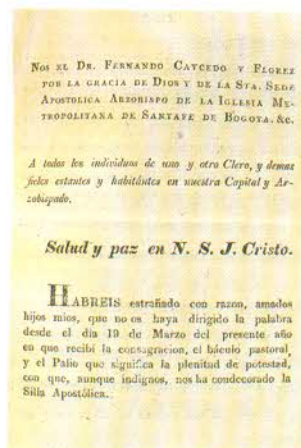 Nos el Dr. Fernando Caycedo y Florez
por la gracia de Dios y de la Sta. Sede
Apostolica Arzobispo de la Iglesia Me-
tropolitana de Santafe de Bogota. &c.
A todos los individuos de uno y otro Clero, y demas
fieles estantes y habitántes en nuestra Capital y Ar-
zobispado.
Salud y paz en N. S. J. Cristo.
HABREIS estrañado con razon, amados
hijos mios, que no os haya dirigido la palabra
desde el dia 19 de Marzo del presente año
en que recibí la consagracion, el báculo pastoral,
y el Palio que significa la plenitud de potestad,
con que, aunque indignos, nos ha condecorado la
Silla Apostólica.